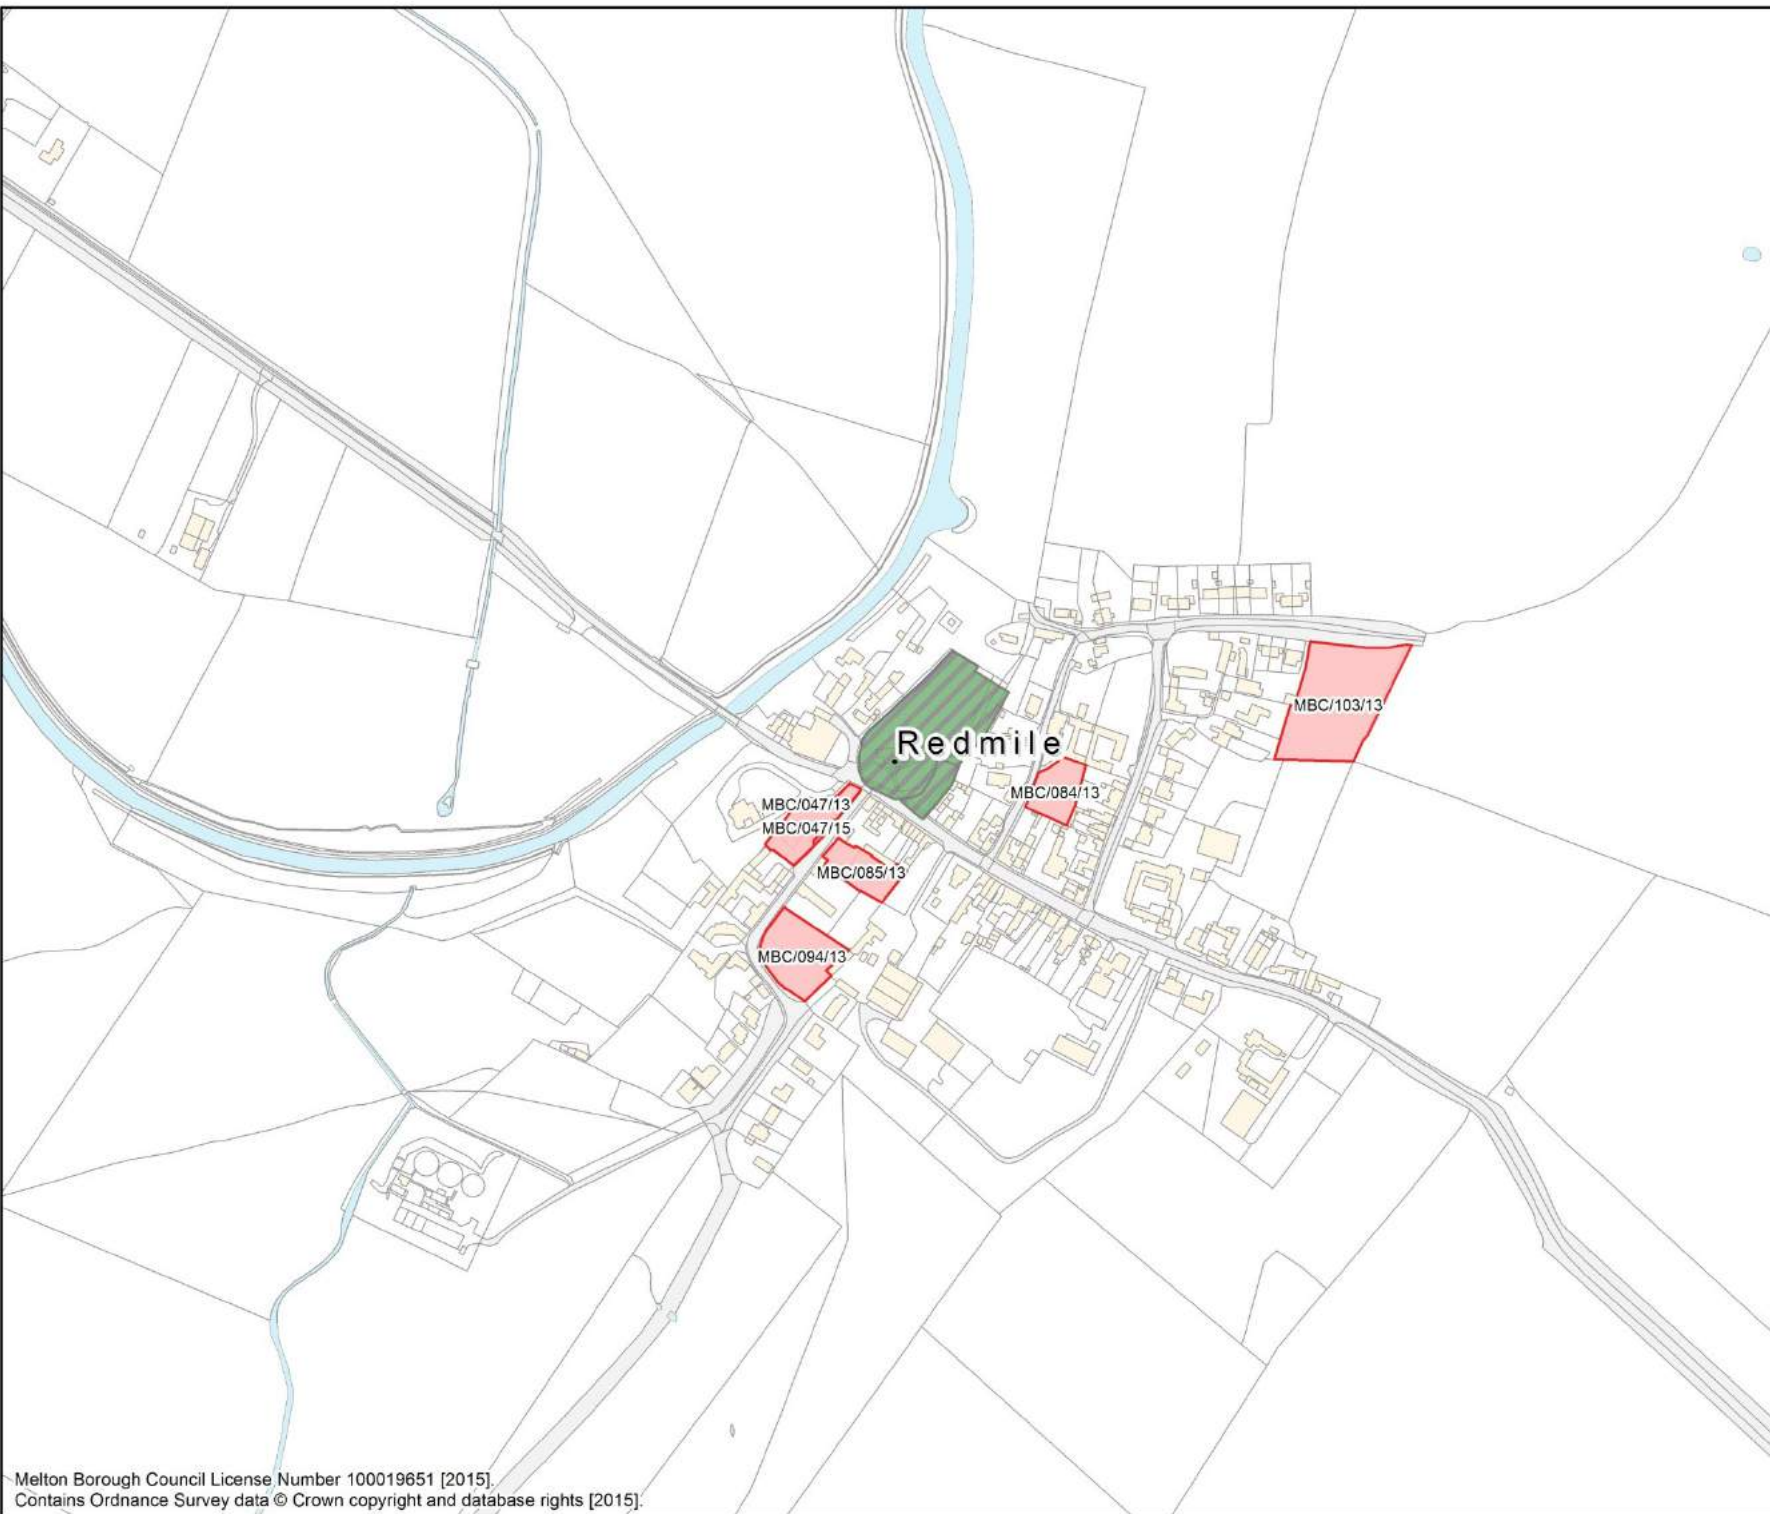 MBC/103/13
Redmile
MBC/084/13
MBC/047/13
MBC/047/15
MBC/085/13
MBC/094/13
Melton Borough Council License Number 100019651 [2015].
Contains Ordnance Survey data © Crown copyright and database rights [2015].